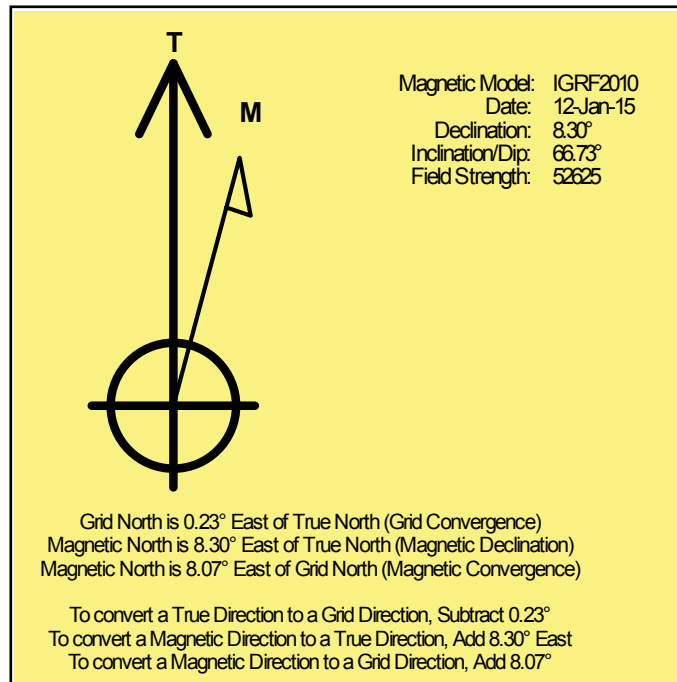 T
M
Magnetic Model: IGRF2010
Date: 12-Jan-15
Declination: 8.30°
Inclination/Dip: 66.73°
Field Strength: 52625
Grid North is 0.23° East of True North (Grid Convergence)
Magnetic North is 8.30° East of True North (Magnetic Declination)
Magnetic North is 8.07° East of Grid North (Magnetic Convergence)
To convert a True Direction to a Grid Direction, Subtract 0.23°
To convert a Magnetic Direction to a True Direction, Add 8.30° East
To convert a Magnetic Direction to a Grid Direction, Add 8.07°